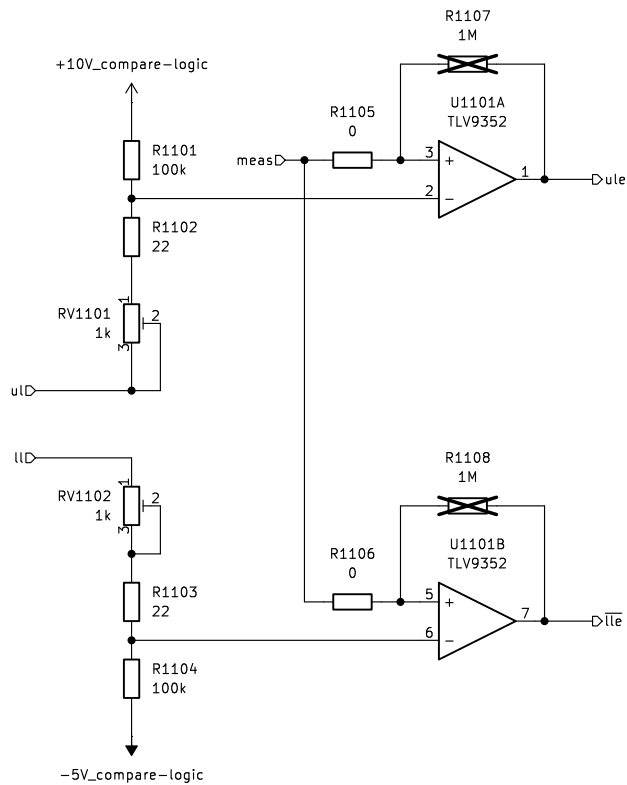 R1107
1M
+10V_compare-logic
U1101A
TLV9352
R1105
0
R1101
100k
meas
3
+
1
ule
2
−
R1102
22
1
RV1101
1k
2
3
ul
ll
1
RV1102
1k
2
3
R1108
1M
U1101B
TLV9352
R1106
0
R1103
22
5
+
7
lle
6
−
R1104
100k
-5V_compare-logic